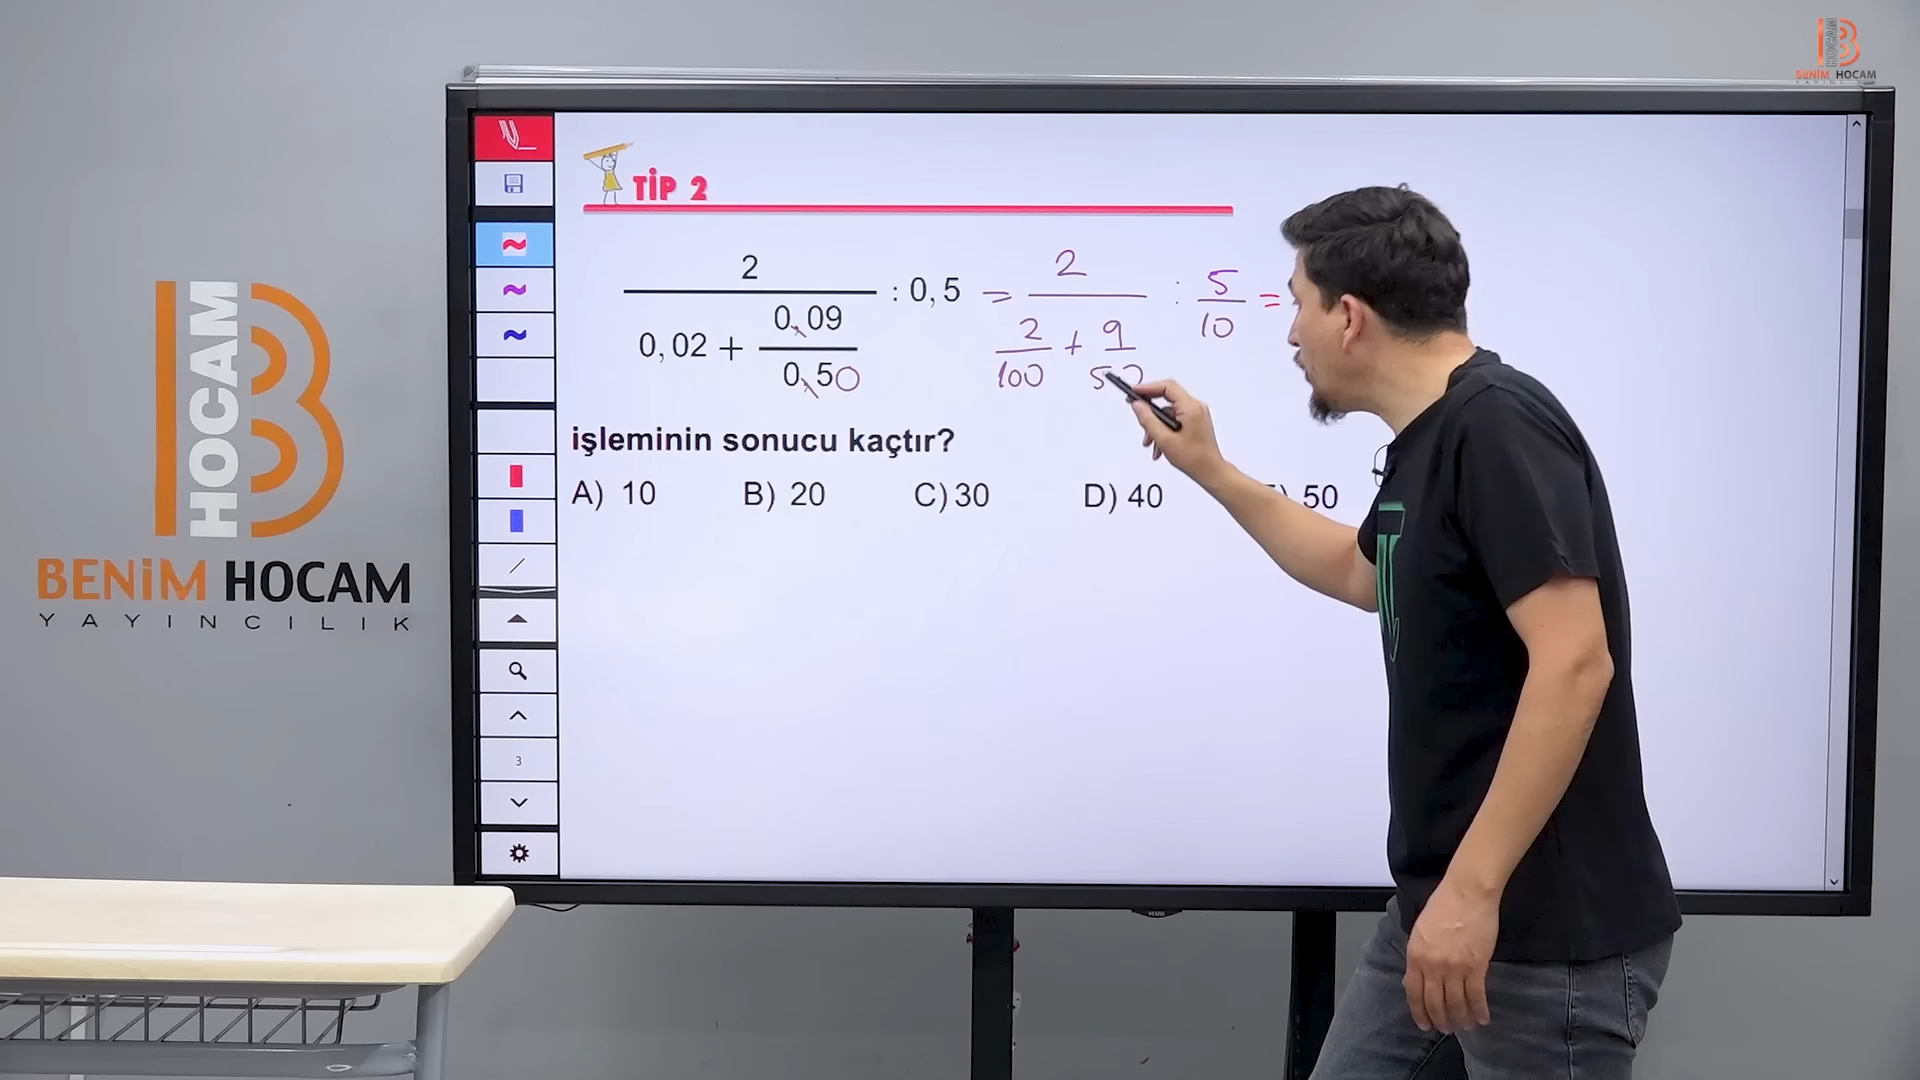 BENİM HOCAM
HOCAM
BENİM HOCAM
YAYINCILIK
TİP 2
2
0,02 + 0,09
0,50
: 0,5 = 2
2/100 + 9/50
: 5/10 =
işleminin sonucu kaçtır?
A) 10 B) 20 C) 30 D) 40 50
3